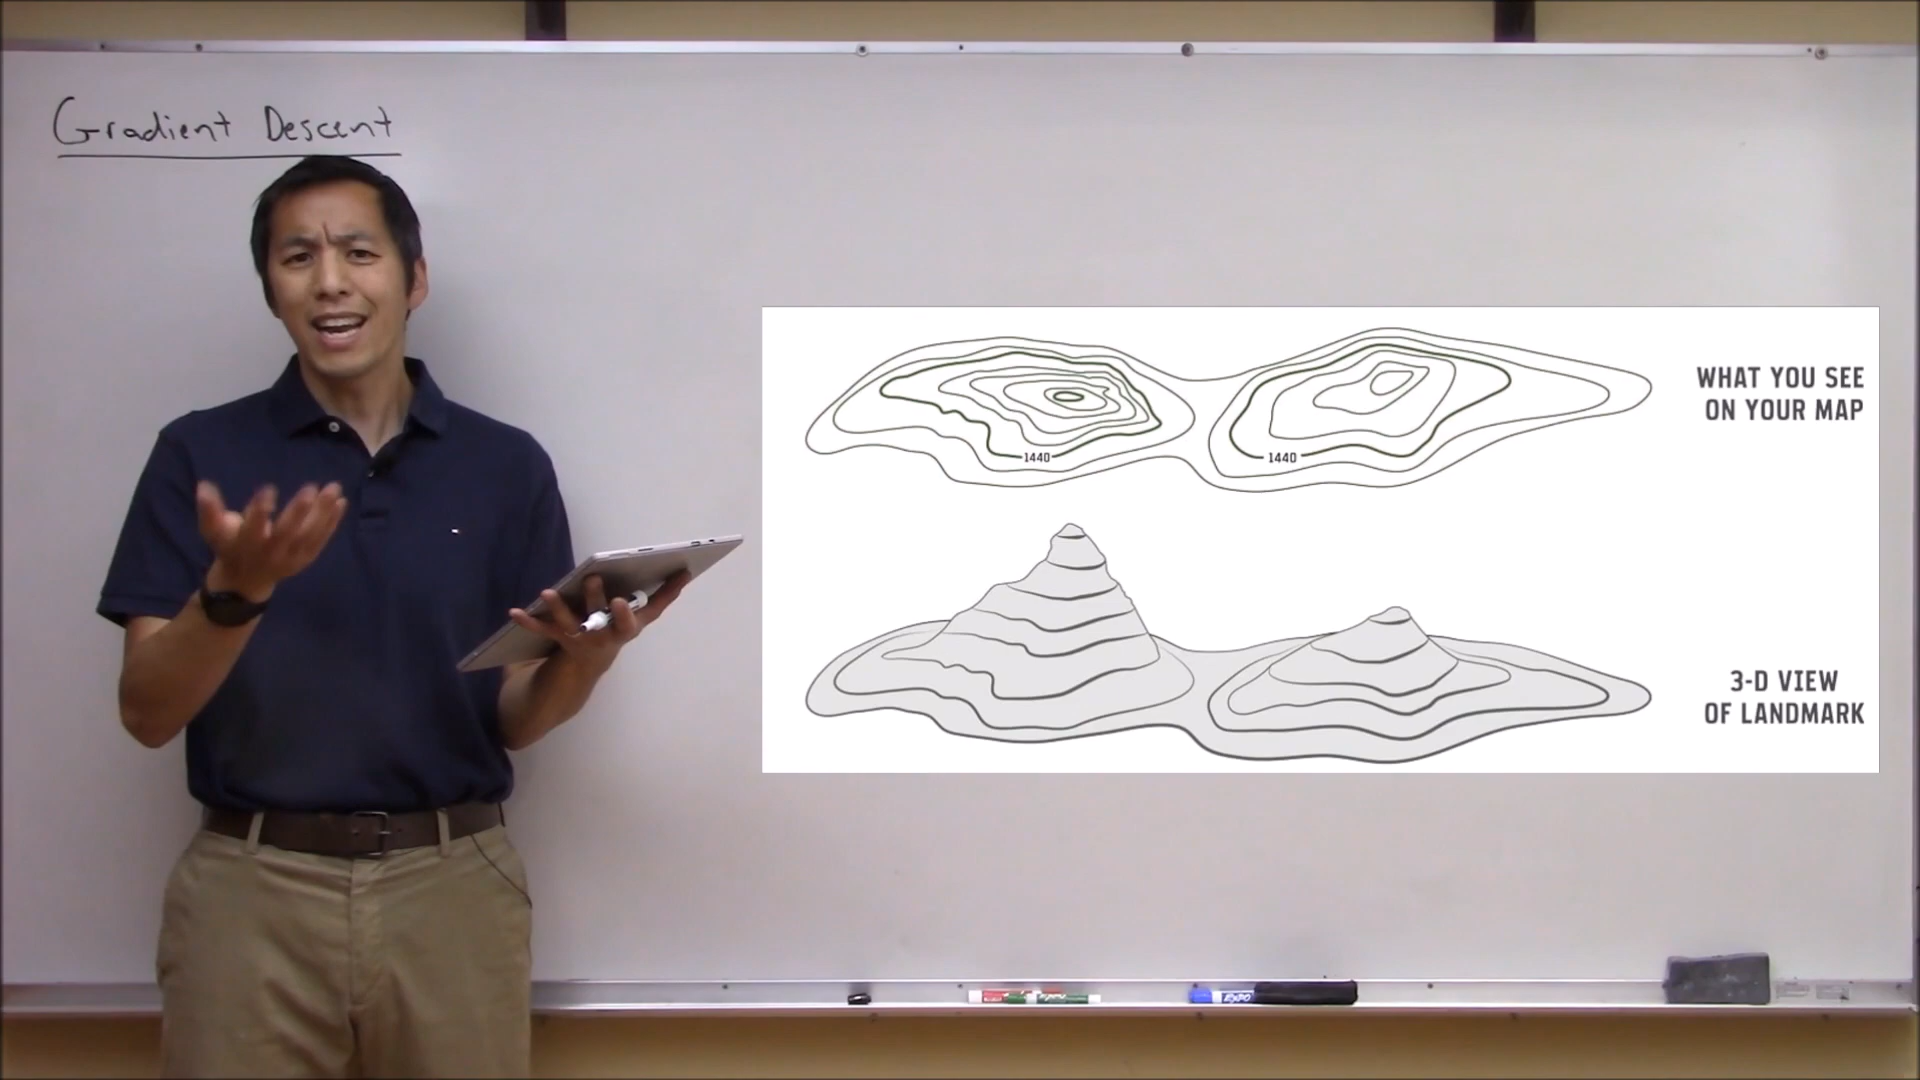 Gradient Descent
WHAT YOU SEE
ON YOUR MAP
1440
1440
3-D VIEW
OF LANDMARK
EXPO